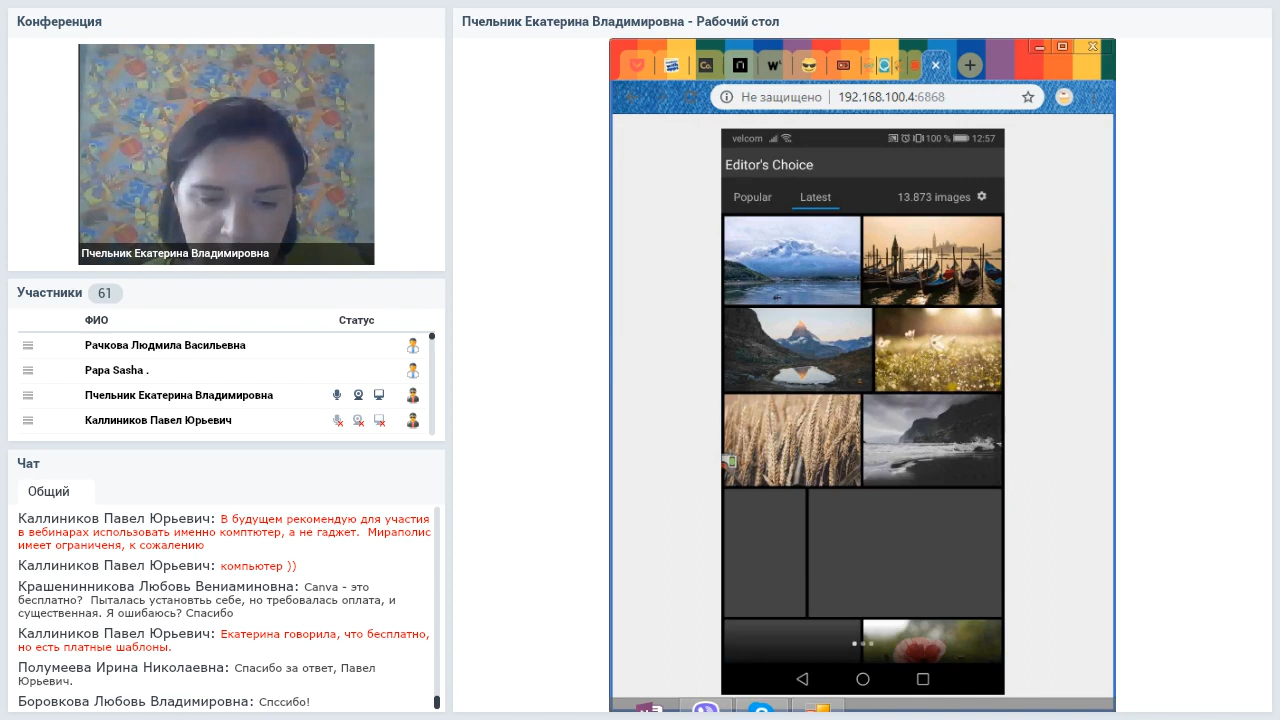 Конференция
Пчельник Екатерина Владимировна
Участники 61
ФИО Статус
Рачкова Людмила Васильевна
Papa Sasha .
Пчельник Екатерина Владимировна
Каллиников Павел Юрьевич
Чат
Общий
Каллиников Павел Юрьевич: В будущем рекомендую для участия
в вебинарах использовать именно комптютер, а не гаджет. Мираполис
имеет ограничена, к сожалению
Каллиников Павел Юрьевич: компьютер ))
Крашенинникова Любовь Вениаминовна: Canva - это
бесплатно? Пыталась установтьь себе, но требовалась оплата, и
существенная. Я ошибаюсь? Спасибо
Каллиников Павел Юрьевич: Екатерина говорила, что бесплатно,
но есть платные шаблоны.
Полумеева Ирина Николаевна: Спасибо за ответ, Павел
Юрьевич.
Боровкова Любовь Владимировна: Спссибо!
Пчельник Екатерина Владимировна - Рабочий стол
Co.
Не защищено 192.168.100.4:6868
velcom 100 % 12:57
Editor's Choice
Popular Latest 13.873 images